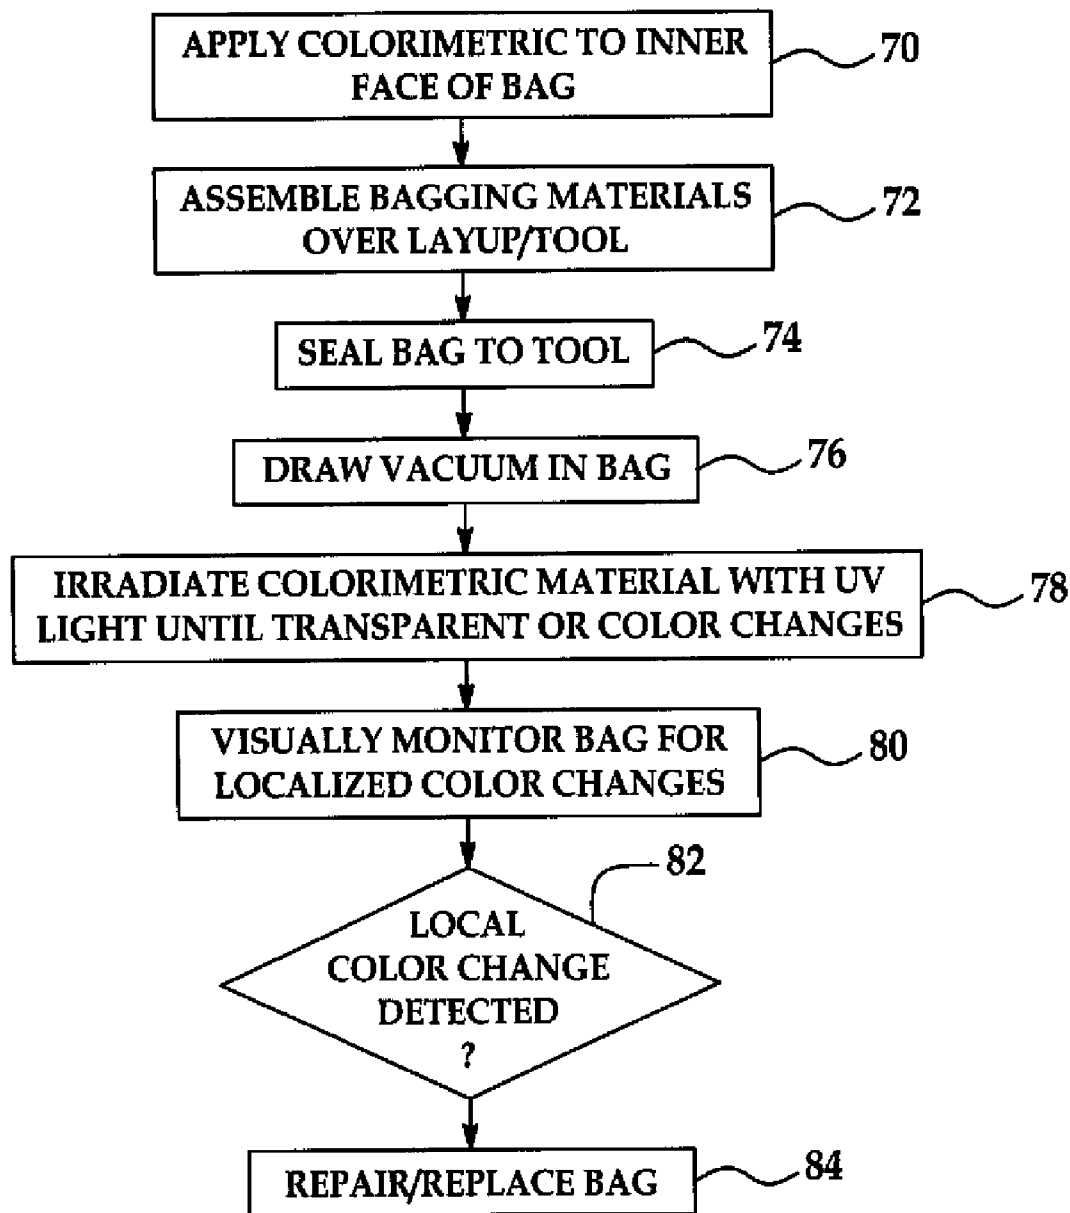 APPLY COLORIMETRIC TO INNER
FACE OF BAG
70
ASSEMBLE BAGGING MATERIALS
OVER LAYUP/TOOL
72
SEAL BAG TO TOOL
74
DRAW VACUUM IN BAG
76
IRRADIATE COLORIMETRIC MATERIAL WITH UV
LIGHT UNTIL TRANSPARENT OR COLOR CHANGES
78
VISUALLY MONITOR BAG FOR
LOCALIZED COLOR CHANGES
80
82
LOCAL
COLOR CHANGE
DETECTED
?
REPAIR/REPLACE BAG
84